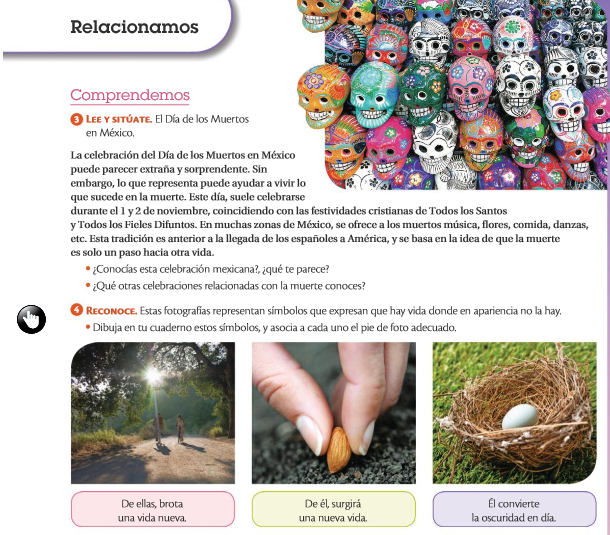 Relacionamos
Comprendemos
3 LEE Y SITÚATE. El Día de los Muertos
en México.
La celebración del Día de los Muertos en México
puede parecer extraña y sorprendente. Sin
embargo, lo que representa puede ayudar a vivir lo
que sucede en la muerte. Este día, suele celebrarse
durante el 1 y 2 de noviembre, coincidiendo con las festividades cristianas de Todos los Santos
y Todos los Fieles Difuntos. En muchas zonas de México, se ofrece a los muertos música, flores, comida, danzas,
etc. Esta tradición es anterior a la llegada de los españoles a América, y se basa en la idea de que la muerte
es solo un paso hacia otra vida.
• ¿Conocías esta celebración mexicana?, ¿qué te parece?
• ¿Qué otras celebraciones relacionadas con la muerte conoces?
4 RECONOCE. Estas fotografías representan símbolos que expresan que hay vida donde en apariencia no la hay.
• Dibuja en tu cuaderno estos símbolos, y asocia a cada uno el pie de foto adecuado.
De ellas, brota
una vida nueva.
De él, surgirá
una nueva vida.
Él convierte
la oscuridad en día.